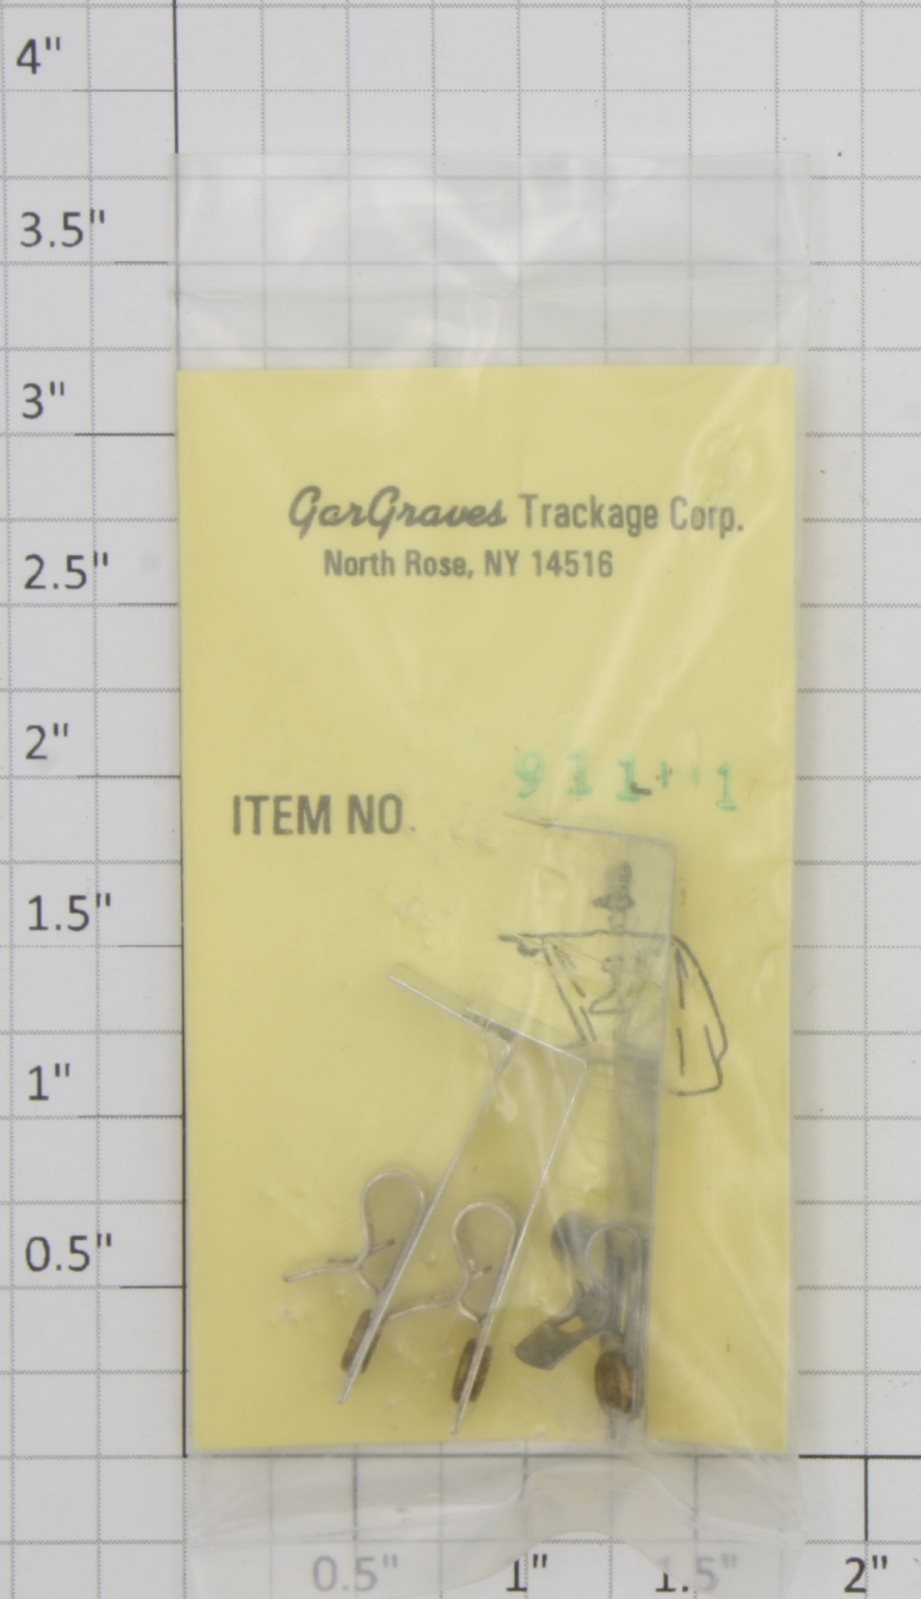 4"
3.5"
3"
GarGraves Trackage Corp.
North Rose, NY 14516
2.5"
2"
ITEM NO.
1.5"
1"
0.5"
0.5" 1" 1.5" 2"